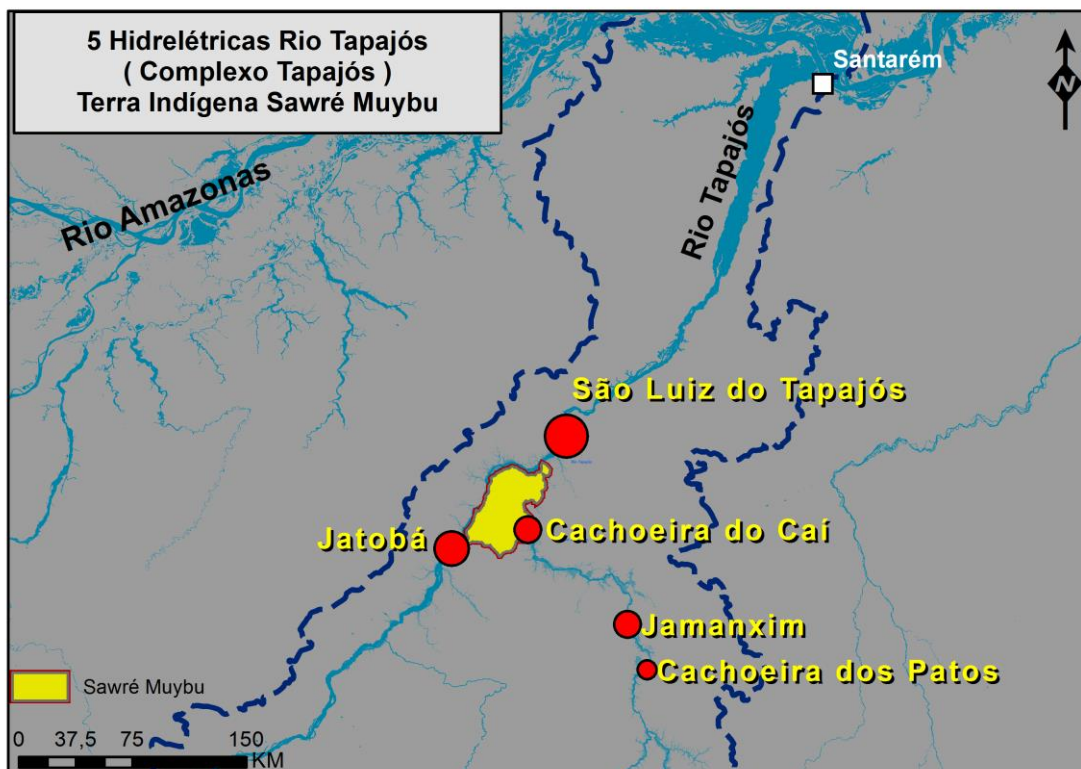 5 Hidrelétricas Rio Tapajós
( Complexo Tapajós )
Terra Indígena Sawré Muybu
Santarém
N
Rio Amazonas
Rio Tapajós
São Luiz do Tapajós
Jatobá
Cachoeira do Caí
Jamanxim
Cachoeira dos Patos
Sawré Muybu
0 37,5 75 150
KM